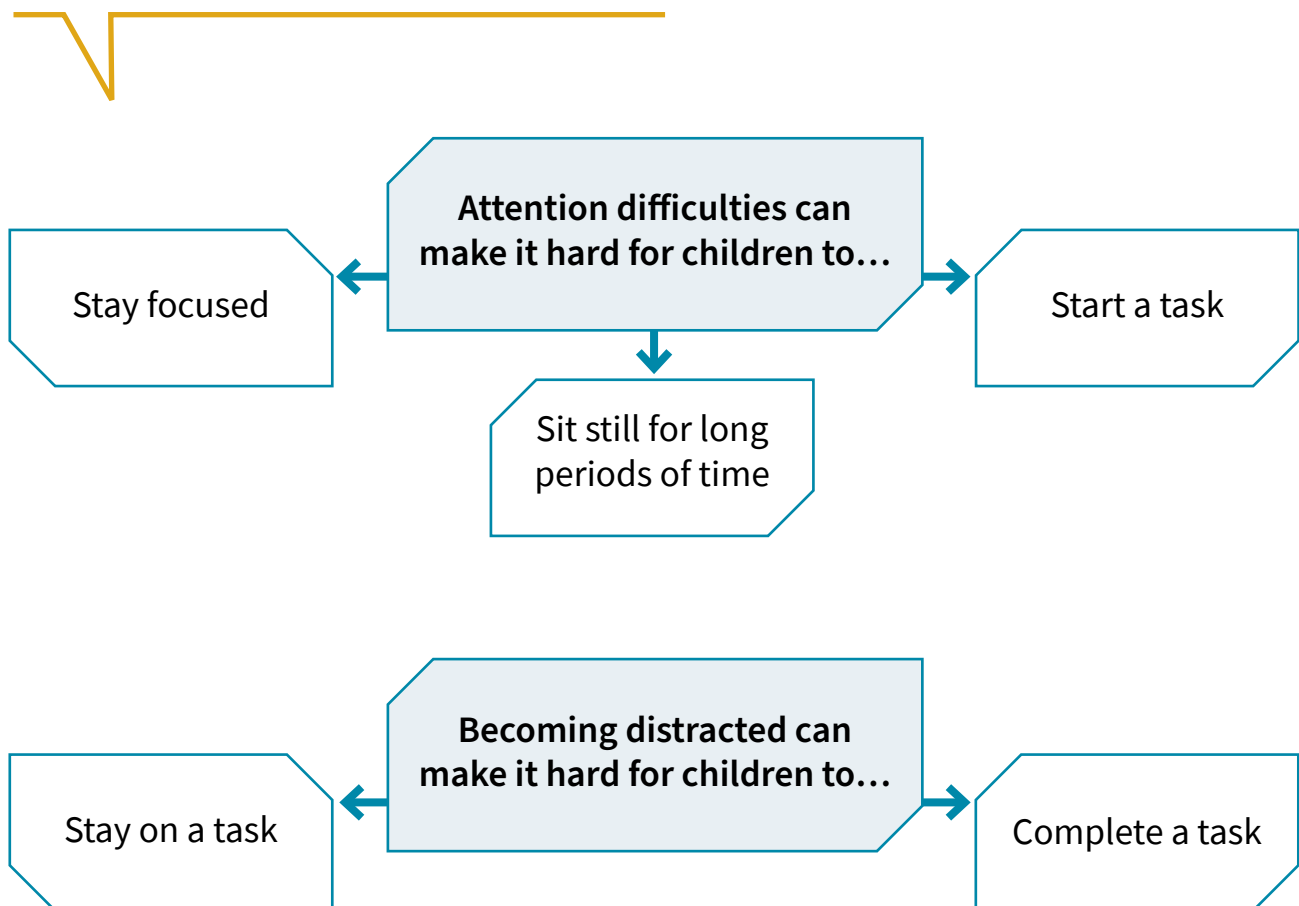 Attention difficulties can
make it hard for children to…
Stay focused
Start a task
Sit still for long
periods of time
Becoming distracted can
make it hard for children to…
Stay on a task
Complete a task